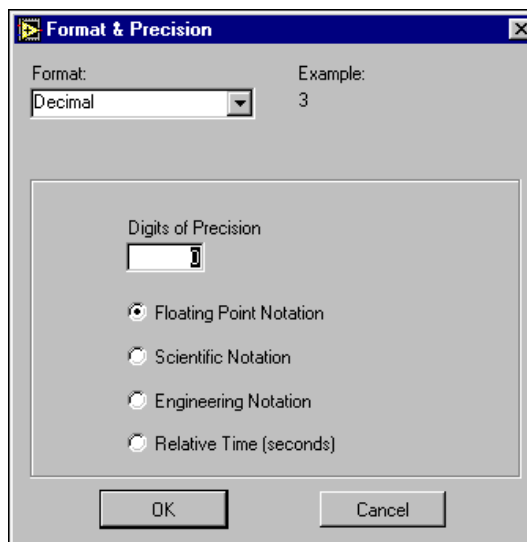 Format & Precision
Format:
Example:
Decimal
3
Digits of Precision
0
Floating Point Notation
Scientific Notation
Engineering Notation
Relative Time (seconds)
OK
Cancel